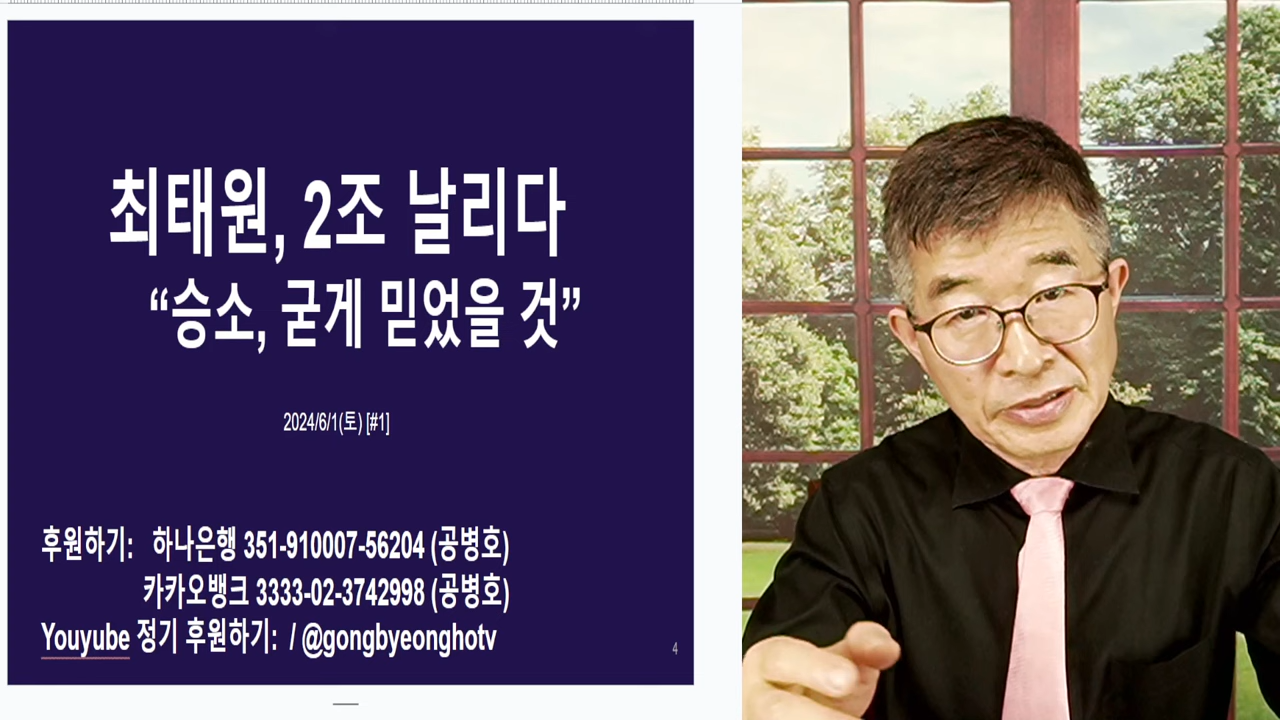 최태원, 2조 날리다
“승소, 굳게 믿었을 것”
2024/6/1(토) [#1]
후원하기: 하나은행 351-910007-56204 (공병호)
카카오뱅크 3333-02-3742998 (공병호)
Youyube 정기 후원하기: / @gongbyeonghotv
4